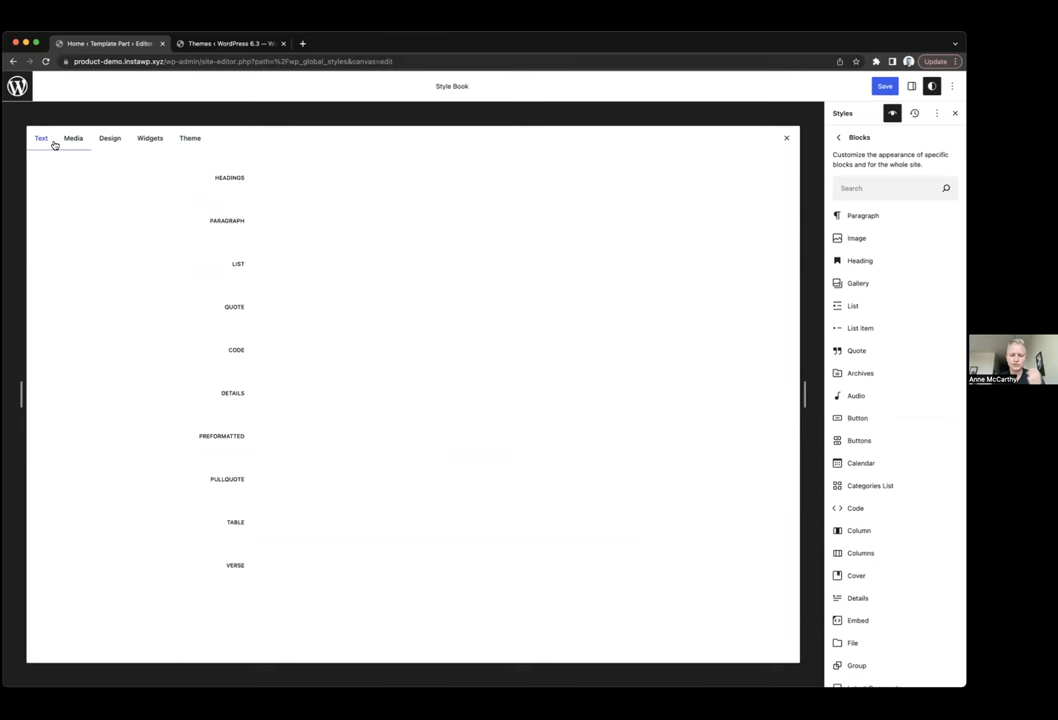 Home ‹ Template Part ‹ Editor
Themes ‹ WordPress 6.3 —
product-demo.instawp.xyz/wp-admin/site-editor.php?path=%2Fwp_global_styles&canvas=edit
Update
Style Book
Save
Text
Media
Design
Widgets
Theme
HEADINGS
PARAGRAPH
LIST
QUOTE
CODE
DETAILS
PREFORMATTED
PULLQUOTE
TABLE
VERSE
Styles
Blocks
Customize the appearance of specific
blocks and for the whole site.
Search
Paragraph
Image
Heading
Gallery
List
List item
Quote
Archives
Audio
Button
Buttons
Calendar
Categories List
Code
Column
Columns
Cover
Details
Embed
File
Group
Anne McCarthy